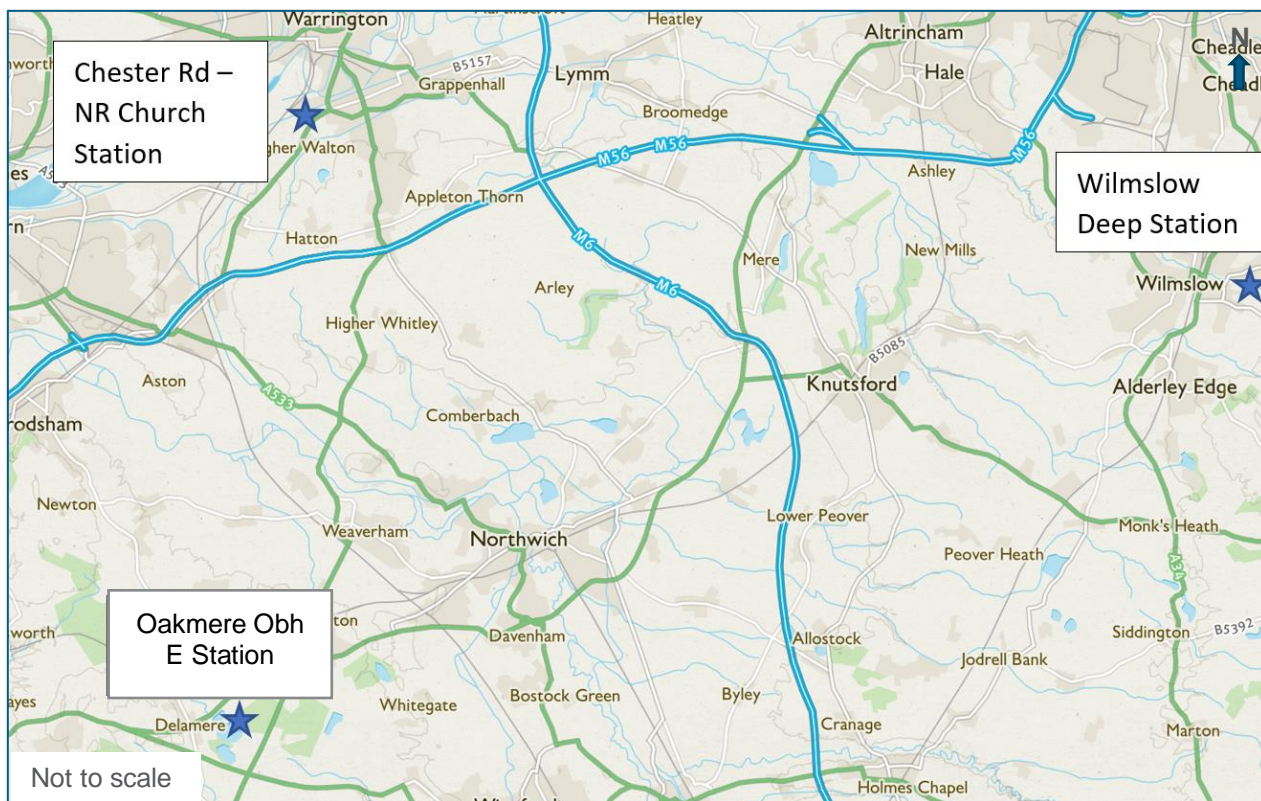 Warrington
Heatley
Altrincham
N
Cheadle
Chester Rd –
NR Church
Station
B5157
Lymm
Hale
Grappenhall
Broomedge
M56
M56
M56
Ashley
Wilmslow
Deep Station
Appleton Thorn
Hatton
M6
Mere
New Mills
Wilmslow
Arley
M6
Higher Whitley
B5085
Aston
A533
Knutsford
Alderley Edge
Comberbach
Newton
Weaverham
Northwich
Lower Peover
Monk's Heath
Peover Heath
A34
Oakmere Obh
E Station
Davenham
Allostock
Siddington
B5392
Jodrell Bank
Delamere
Whitegate
Bostock Green
Byley
Cranage
Marton
Not to scale
Holmes Chapel